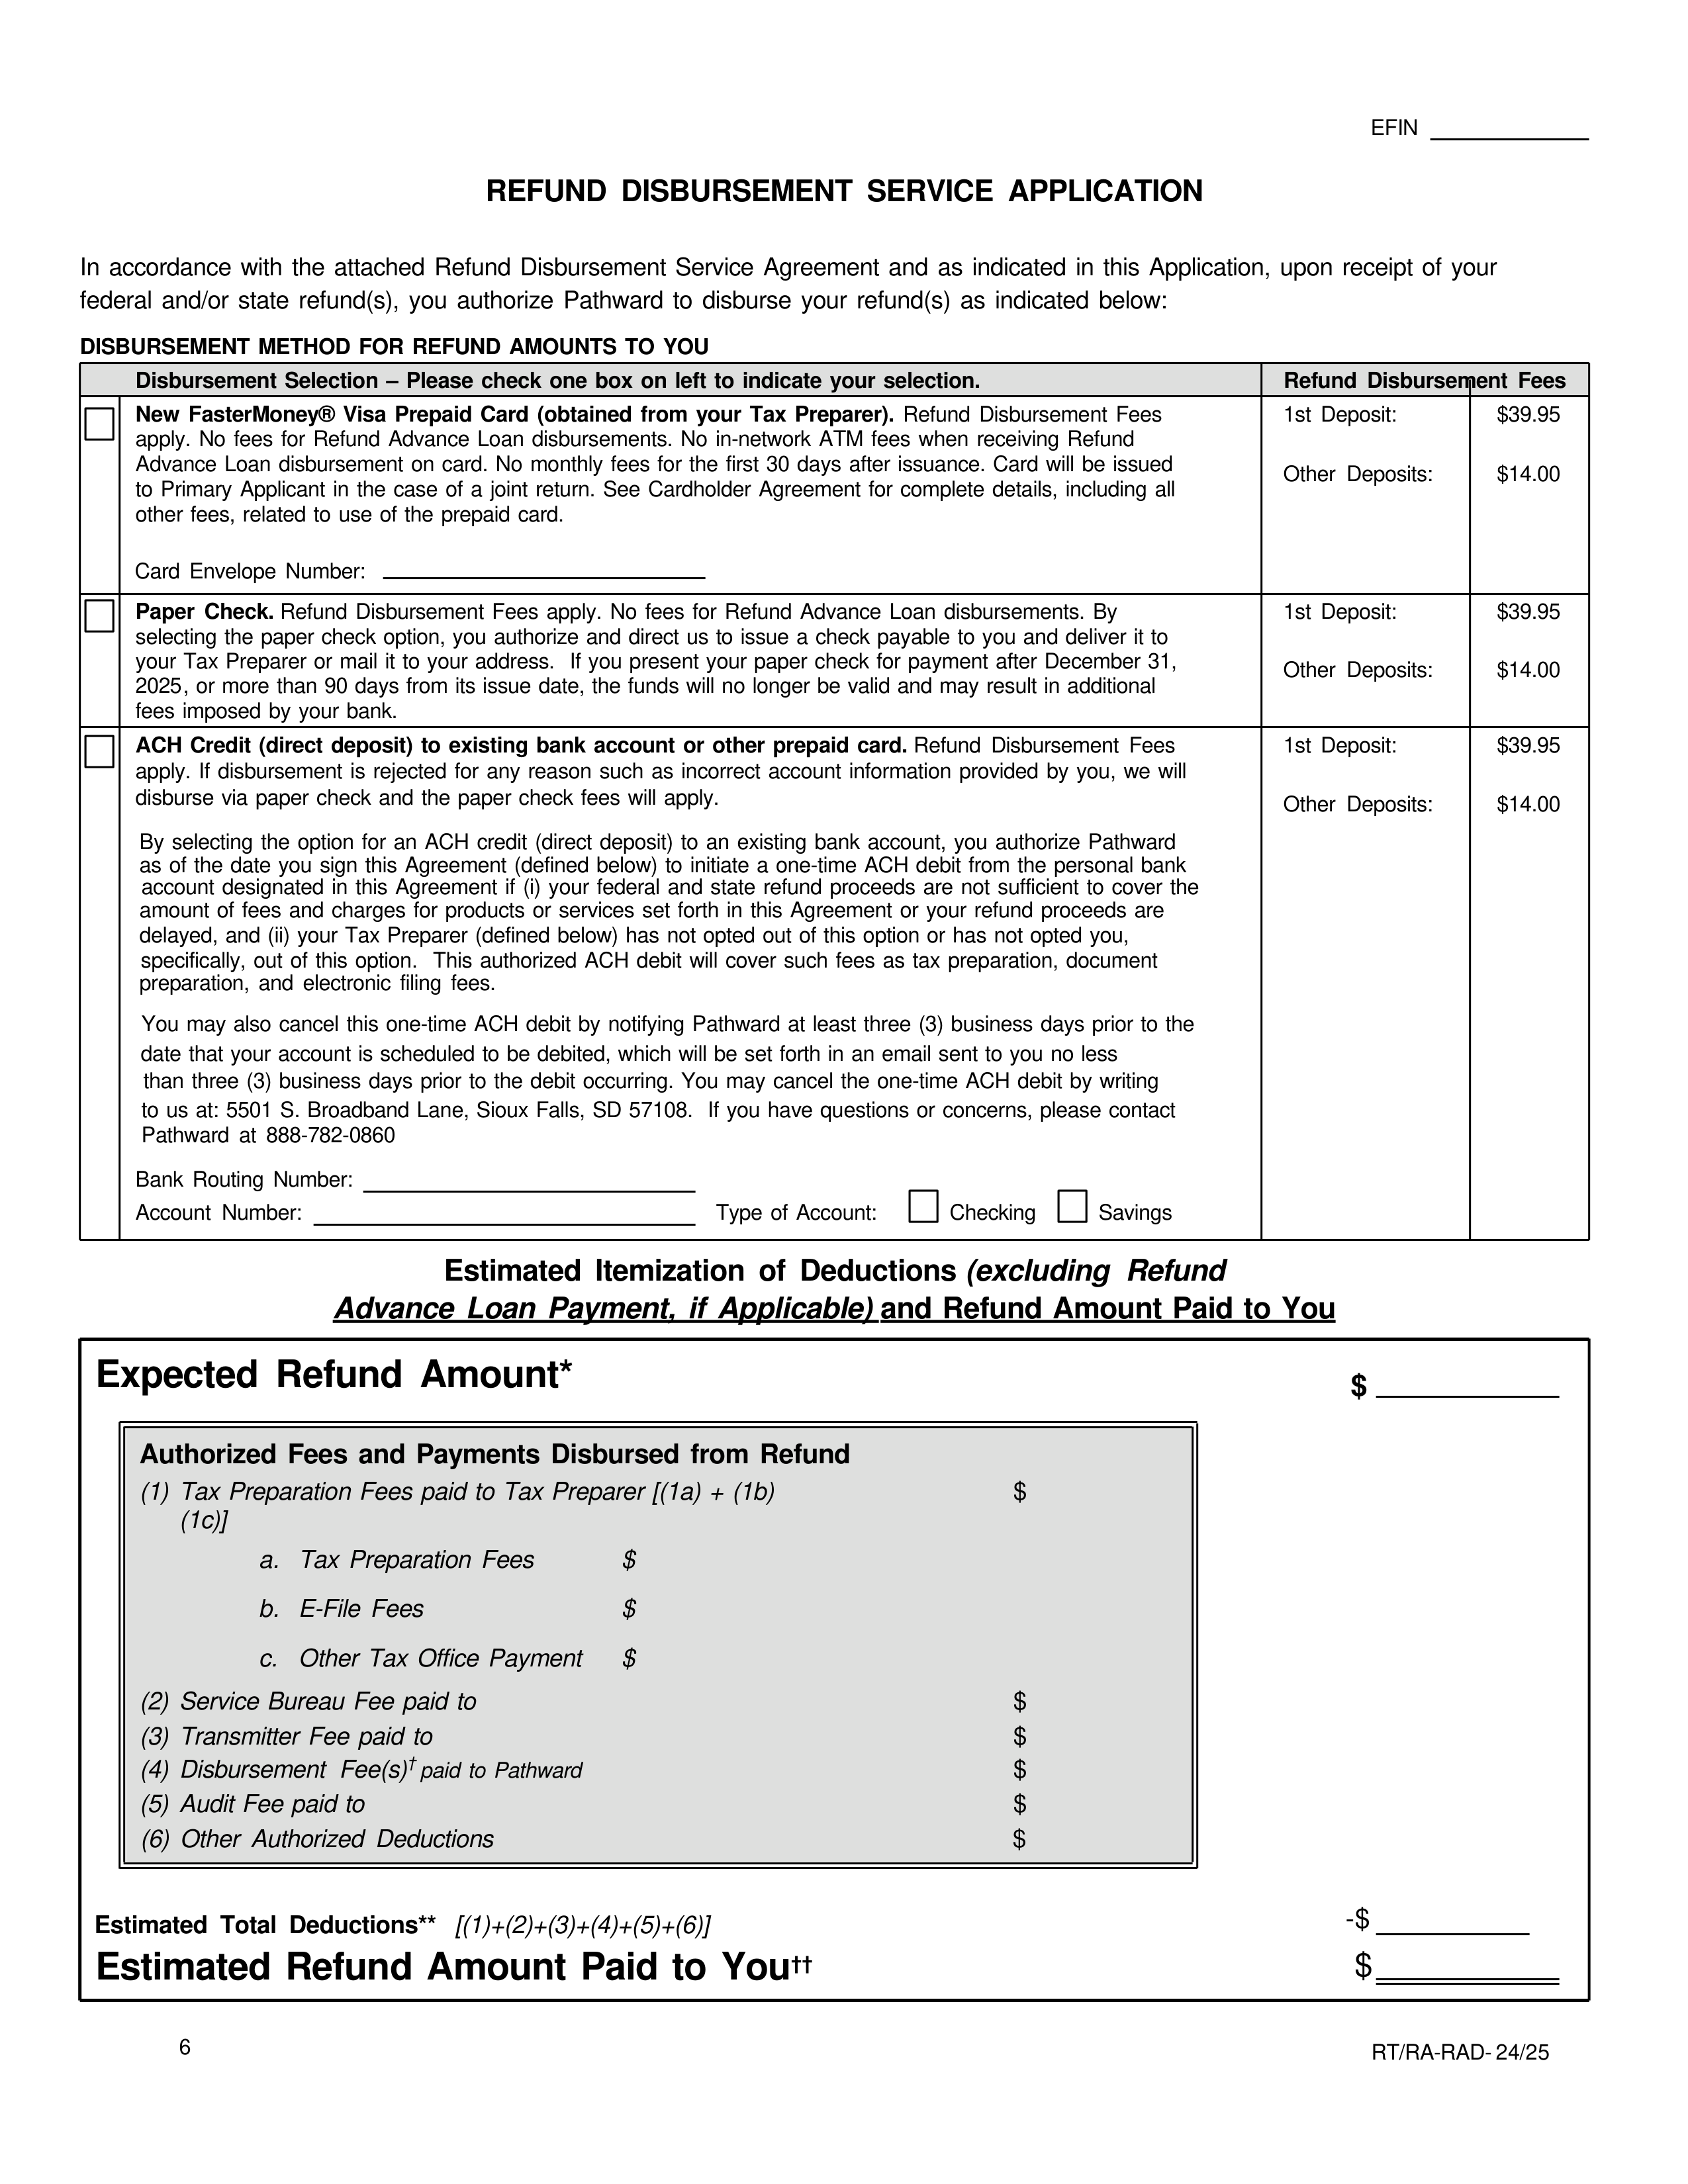 EFIN
REFUND DISBURSEMENT SERVICE APPLICATION
In accordance with the attached Refund Disbursement Service Agreement and as indicated in this Application, upon receipt of your
federal and/or state refund(s), you authorize Pathward to disburse your refund(s) as indicated below:
DISBURSEMENT METHOD FOR REFUND AMOUNTS TO YOU
Disbursement Selection – Please check one box on left to indicate your selection. Refund Disbursement Fees
New FasterMoney® Visa Prepaid Card (obtained from your Tax Preparer). Refund Disbursement Fees 1st Deposit: $39.95
apply. No fees for Refund Advance Loan disbursements. No in-network ATM fees when receiving Refund
Advance Loan disbursement on card. No monthly fees for the first 30 days after issuance. Card will be issued
Other Deposits: $14.00
to Primary Applicant in the case of a joint return. See Cardholder Agreement for complete details, including all
other fees, related to use of the prepaid card.
Card Envelope Number:
Paper Check. Refund Disbursement Fees apply. No fees for Refund Advance Loan disbursements. By 1st Deposit: $39.95
selecting the paper check option, you authorize and direct us to issue a check payable to you and deliver it to
your Tax Preparer or mail it to your address. If you present your paper check for payment after December 31,
Other Deposits: $14.00
2025, or more than 90 days from its issue date, the funds will no longer be valid and may result in additional
fees imposed by your bank.
ACH Credit (direct deposit) to existing bank account or other prepaid card. Refund Disbursement Fees 1st Deposit: $39.95
apply. If disbursement is rejected for any reason such as incorrect account information provided by you, we will
disburse via paper check and the paper check fees will apply.
Other Deposits: $14.00
By selecting the option for an ACH credit (direct deposit) to an existing bank account, you authorize Pathward
as of the date you sign this Agreement (defined below) to initiate a one-time ACH debit from the personal bank
account designated in this Agreement if (i) your federal and state refund proceeds are not sufficient to cover the
amount of fees and charges for products or services set forth in this Agreement or your refund proceeds are
delayed, and (ii) your Tax Preparer (defined below) has not opted out of this option or has not opted you,
specifically, out of this option. This authorized ACH debit will cover such fees as tax preparation, document
preparation, and electronic filing fees.
You may also cancel this one-time ACH debit by notifying Pathward at least three (3) business days prior to the
date that your account is scheduled to be debited, which will be set forth in an email sent to you no less
than three (3) business days prior to the debit occurring. You may cancel the one-time ACH debit by writing
to us at: 5501 S. Broadband Lane, Sioux Falls, SD 57108. If you have questions or concerns, please contact
Pathward at 888-782-0860
Bank Routing Number:
Account Number: Type of Account: Checking Savings
Estimated Itemization of Deductions (excluding Refund
Advance Loan Payment, if Applicable) and Refund Amount Paid to You
Expected Refund Amount* $
Authorized Fees and Payments Disbursed from Refund
(1) Tax Preparation Fees paid to Tax Preparer [(1a) + (1b) $
(1c)]
a. Tax Preparation Fees $
b. E-File Fees $
c. Other Tax Office Payment $
(2) Service Bureau Fee paid to $
(3) Transmitter Fee paid to $
(4) Disbursement Fee(s)† paid to Pathward $
(5) Audit Fee paid to $
(6) Other Authorized Deductions $
Estimated Total Deductions** [(1)+(2)+(3)+(4)+(5)+(6)] -$
Estimated Refund Amount Paid to You†† $
6 RT/RA-RAD- 24/25